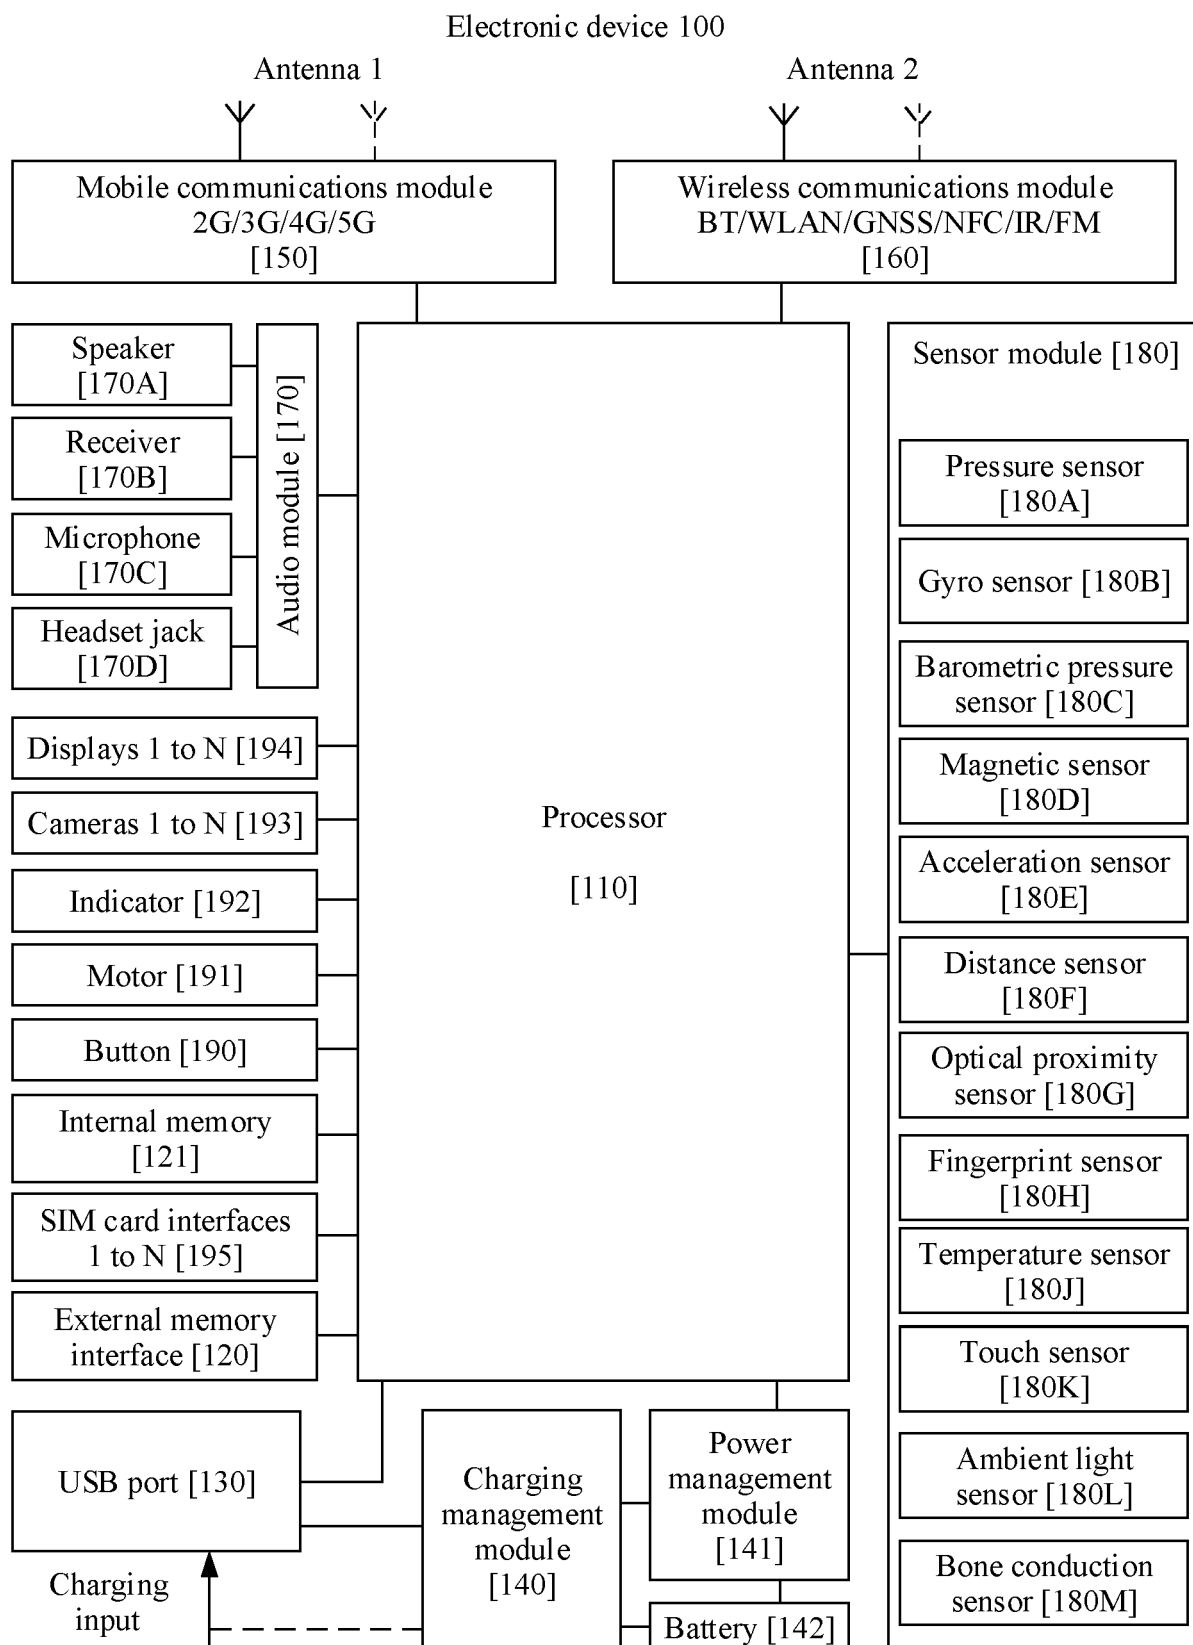 Electronic device 100
Antenna 1
Antenna 2
Mobile communications module
2G/3G/4G/5G
[150]
Wireless communications module
BT/WLAN/GNSS/NFC/IR/FM
[160]
Speaker
[170A]
Receiver
[170B]
Microphone
[170C]
Headset jack
[170D]
Audio module [170]
Displays 1 to N [194]
Cameras 1 to N [193]
Indicator [192]
Motor [191]
Button [190]
Internal memory
[121]
SIM card interfaces
1 to N [195]
External memory
interface [120]
Processor
[110]
Sensor module [180]
Pressure sensor
[180A]
Gyro sensor [180B]
Barometric pressure
sensor [180C]
Magnetic sensor
[180D]
Acceleration sensor
[180E]
Distance sensor
[180F]
Optical proximity
sensor [180G]
Fingerprint sensor
[180H]
Temperature sensor
[180J]
Touch sensor
[180K]
Ambient light
sensor [180L]
Bone conduction
sensor [180M]
USB port [130]
Charging
input
Charging
management
module
[140]
Power
management
module
[141]
Battery [142]